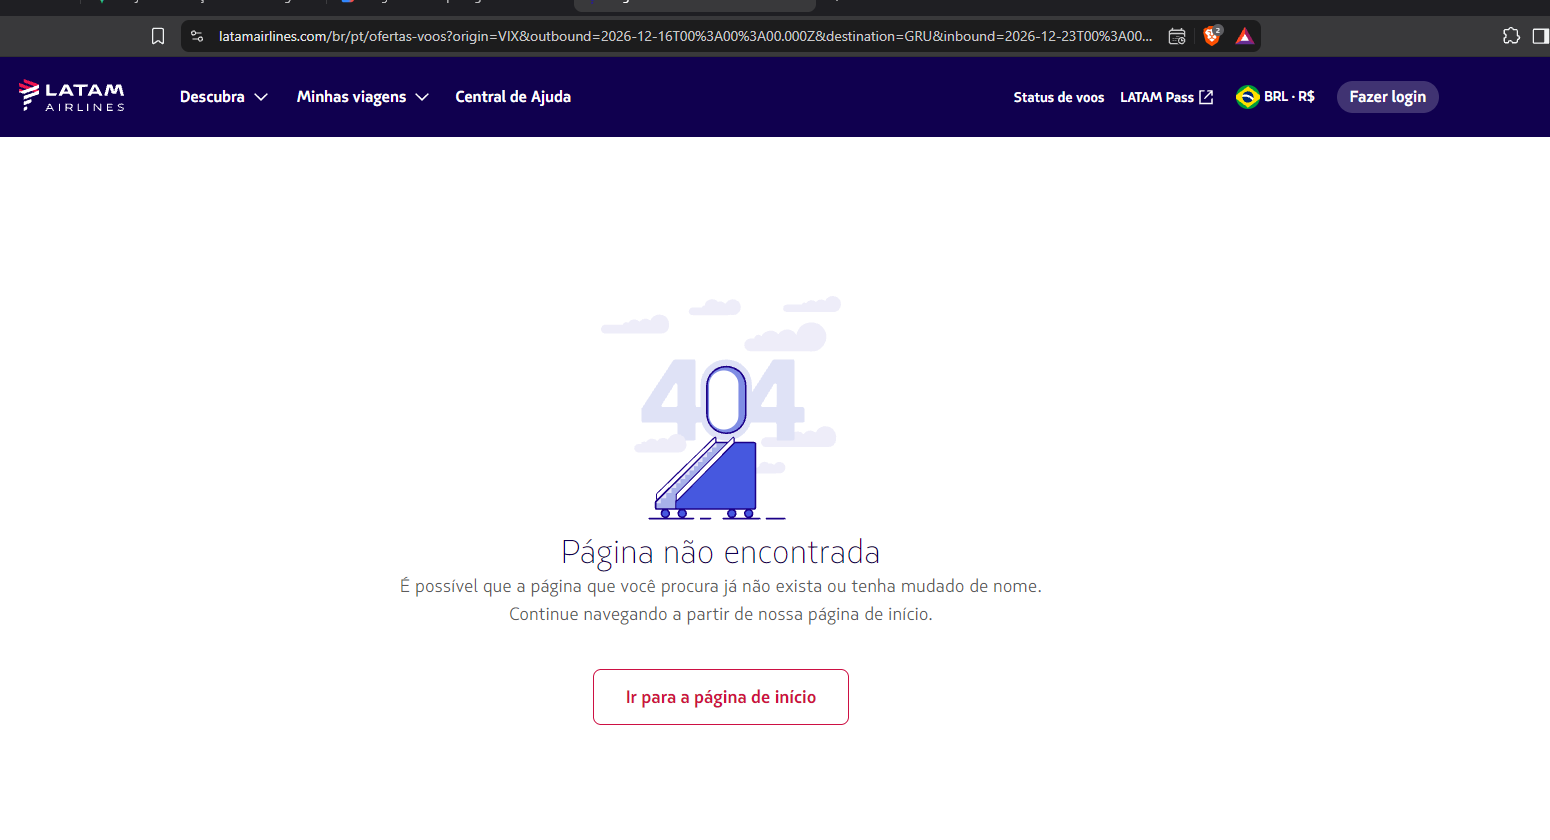 latamairlines.com/br/pt/ofertas-voos?origin=VIX&outbound=2026-12-16T00%3A00%3A00.000Z&destination=GRU&inbound=2026-12-23T00%3A00...
2
LATAM
AIRLINES
Descubra
Minhas viagens
Central de Ajuda
Status de voos
LATAM Pass
BRL · R$
Fazer login
404
Página não encontrada
É possível que a página que você procura já não exista ou tenha mudado de nome.
Continue navegando a partir de nossa página de início.
Ir para a página de início